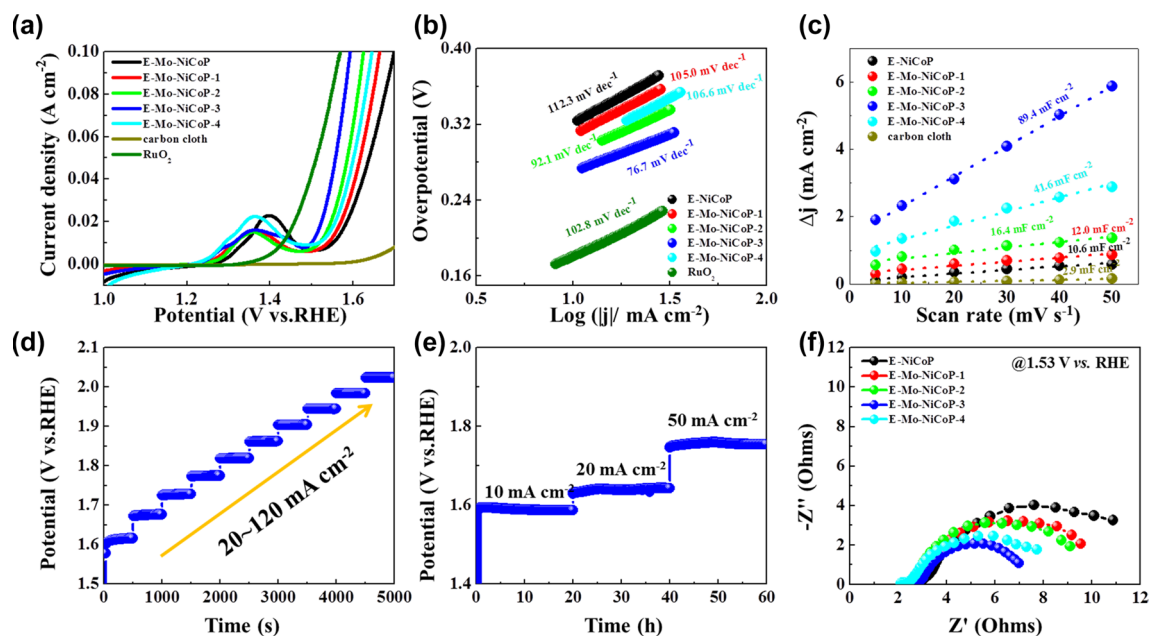 (a)
0.10
0.08
0.06
0.04
0.02
0.00
Current density (A cm-2)
E-Mo-NiCoP
E-Mo-NiCoP-1
E-Mo-NiCoP-2
E-Mo-NiCoP-3
E-Mo-NiCoP-4
carbon cloth
RuO2
1.0
1.2
1.4
1.6
Potential (V vs.RHE)
(b)
0.40
0.32
0.24
0.16
Overpotential (V)
112.3 mV dec-1
105.0 mV dec-1
106.6 mV dec-1
92.1 mV dec-1
76.7 mV dec-1
102.8 mV dec-1
E-NiCoP
E-Mo-NiCoP-1
E-Mo-NiCoP-2
E-Mo-NiCoP-3
E-Mo-NiCoP-4
RuO2
0.5
1.0
1.5
2.0
Log (|j|/ mA cm-2)
(c)
6
4
2
0
Δj (mA cm-2)
E-NiCoP
E-Mo-NiCoP-1
E-Mo-NiCoP-2
E-Mo-NiCoP-3
E-Mo-NiCoP-4
carbon cloth
89.4 mF cm-2
41.6 mF cm-2
16.4 mF cm-2
12.0 mF cm-2
10.6 mF cm-2
2.9 mF cm-2
0
10
20
30
40
50
Scan rate (mV s-1)
(d)
2.1
2.0
1.9
1.8
1.7
1.6
1.5
Potential (V vs.RHE)
20~120 mA cm-2
0
1000
2000
3000
4000
5000
Time (s)
(e)
2.0
1.8
1.6
1.4
Potential (V vs.RHE)
10 mA cm-2
20 mA cm-2
50 mA cm-2
0
10
20
30
40
50
60
Time (h)
(f)
12
10
8
6
4
2
0
-Z'' (Ohms)
E-NiCoP
E-Mo-NiCoP-1
E-Mo-NiCoP-2
E-Mo-NiCoP-3
E-Mo-NiCoP-4
@1.53 V vs. RHE
0
2
4
6
8
10
12
Z' (Ohms)